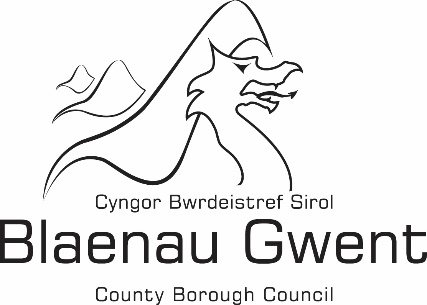 Cyngor Bwrdeistref Sirol
Blaenau Gwent
County Borough Council